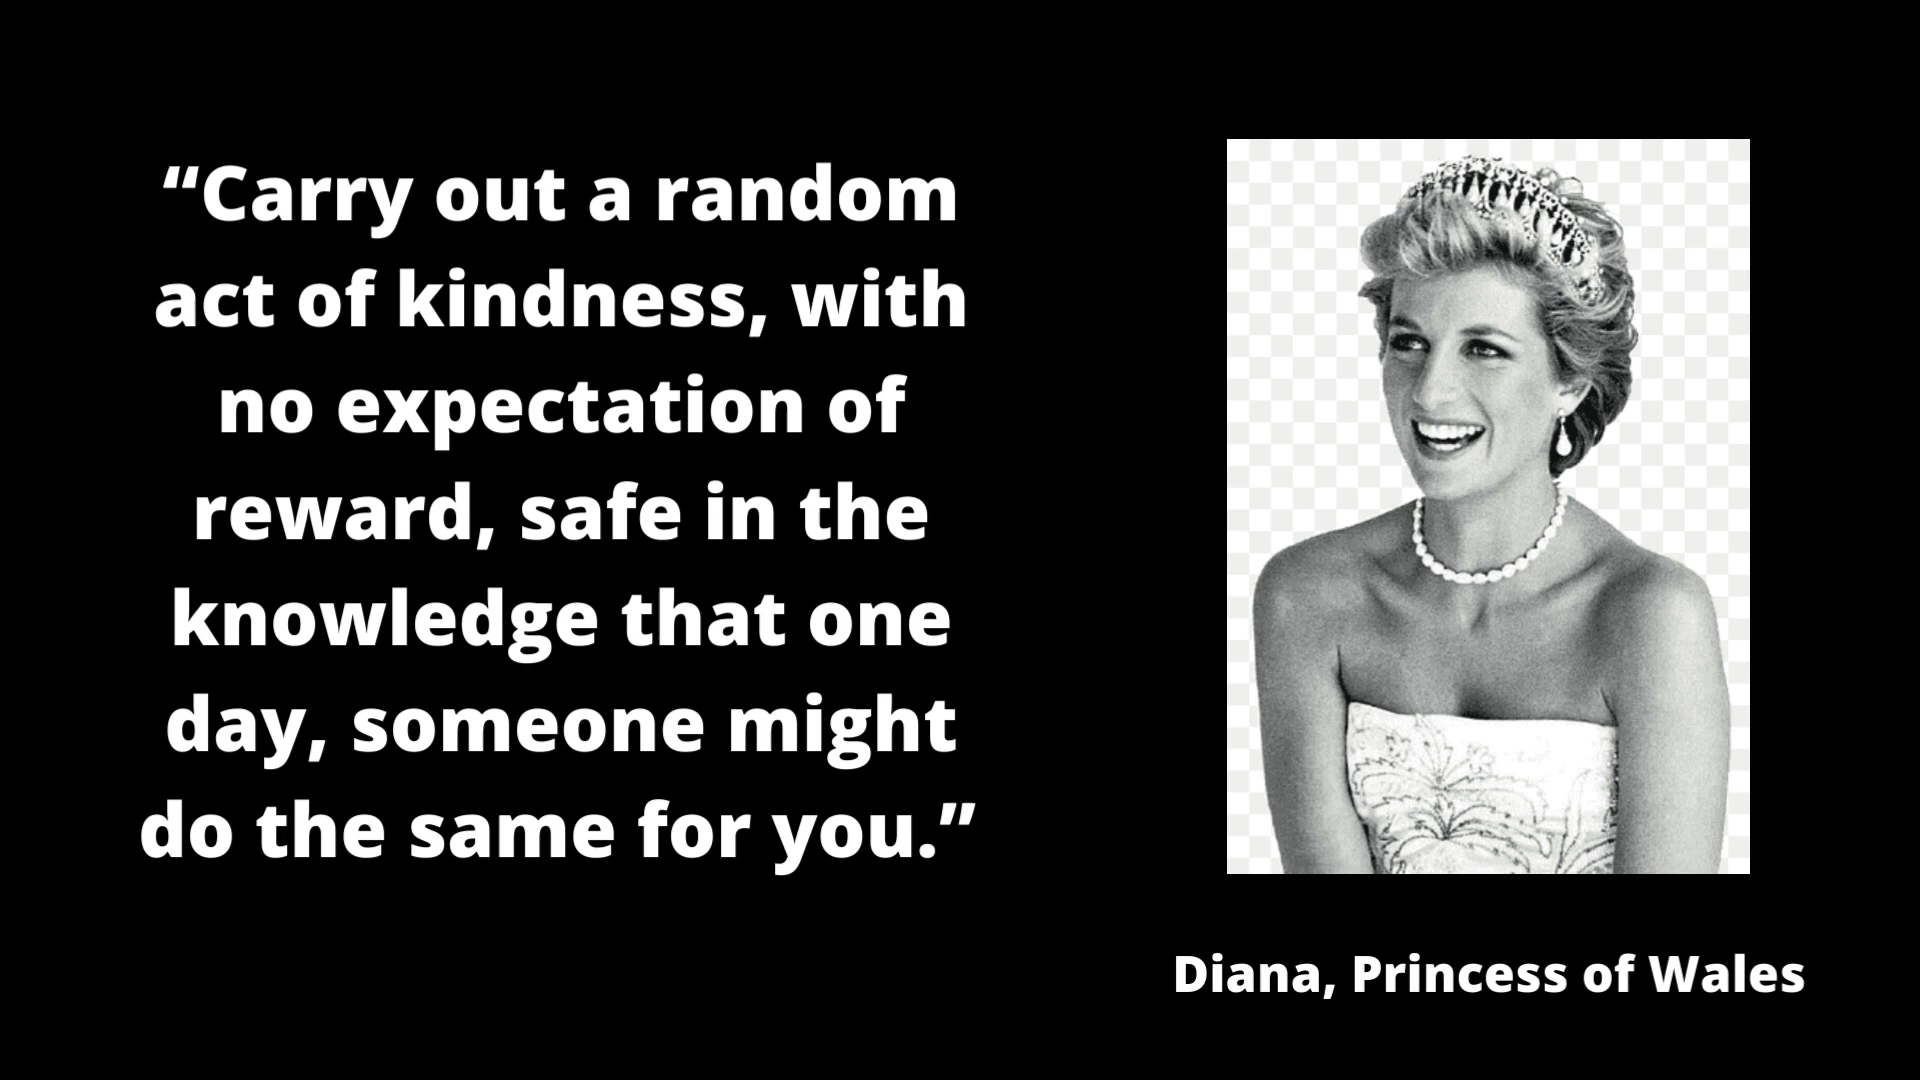 “Carry out a random
act of kindness, with
no expectation of
reward, safe in the
knowledge that one
day, someone might
do the same for you.”
Diana, Princess of Wales